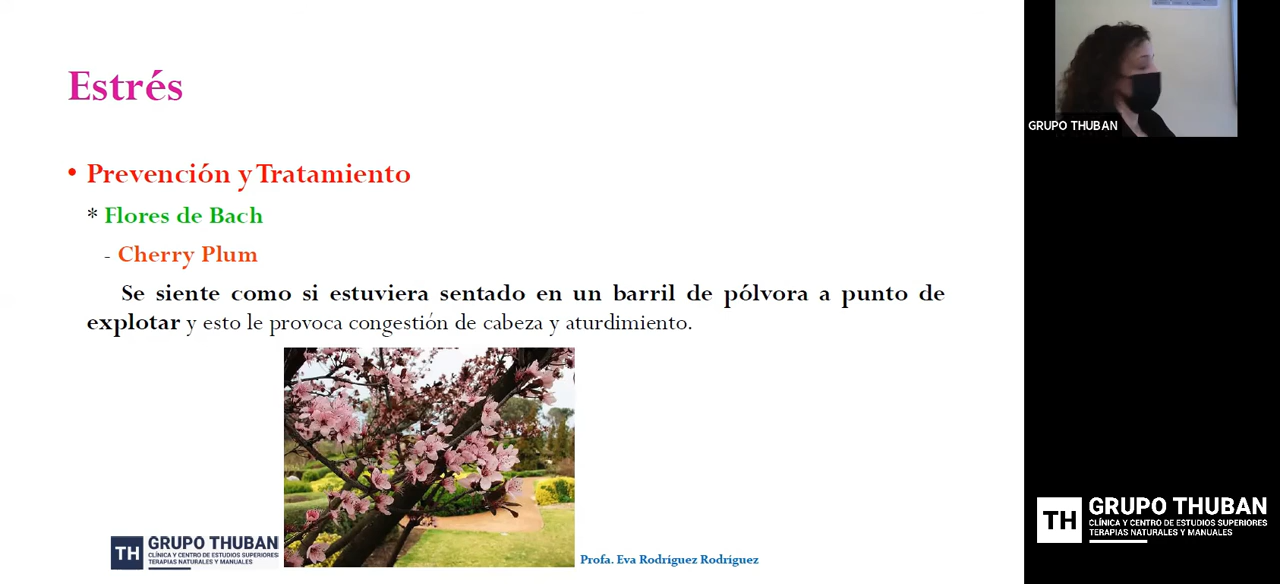 Estrés
• Prevención y Tratamiento
* Flores de Bach
- Cherry Plum
Se siente como si estuviera sentado en un barril de pólvora a punto de
explotar y esto le provoca congestión de cabeza y aturdimiento.
TH GRUPO THUBAN
CLÍNICA Y CENTRO DE ESTUDIOS SUPERIORES
TERAPIAS NATURALES Y MANUALES
Profa. Eva Rodríguez Rodríguez
GRUPO THUBAN
TH GRUPO THUBAN
CLÍNICA Y CENTRO DE ESTUDIOS SUPERIORES
TERAPIAS NATURALES Y MANUALES